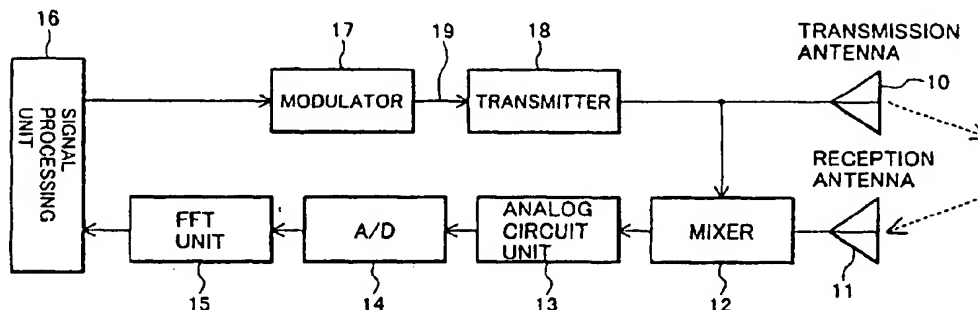 16
17
19
18
TRANSMISSION
ANTENNA
10
SIGNAL
PROCESSING
UNIT
MODULATOR
TRANSMITTER
RECEPTION
ANTENNA
FFT
UNIT
A/D
ANALOG
CIRCUIT
UNIT
MIXER
15
14
13
12
11